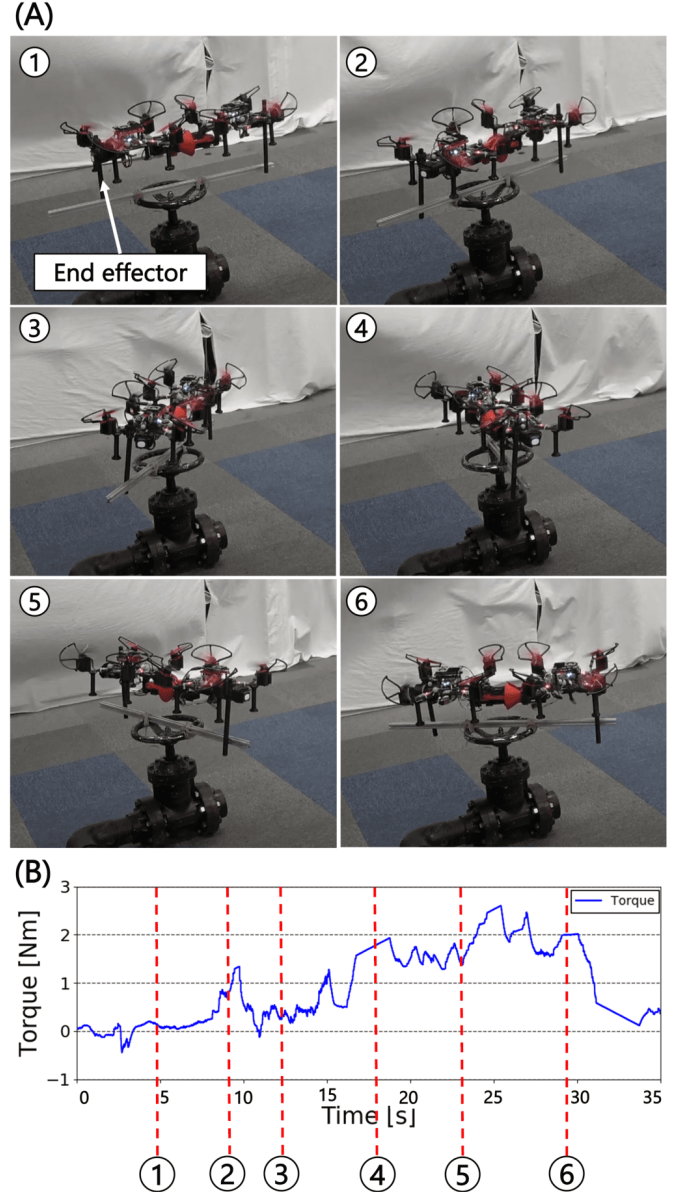 (A)
① ②
End effector
③ ④
⑤ ⑥
(B)
3
2
1
0
−1
Torque [Nm]
Torque
0 5 10 15 20 25 30 35
Time [s]
① ② ③ ④ ⑤ ⑥